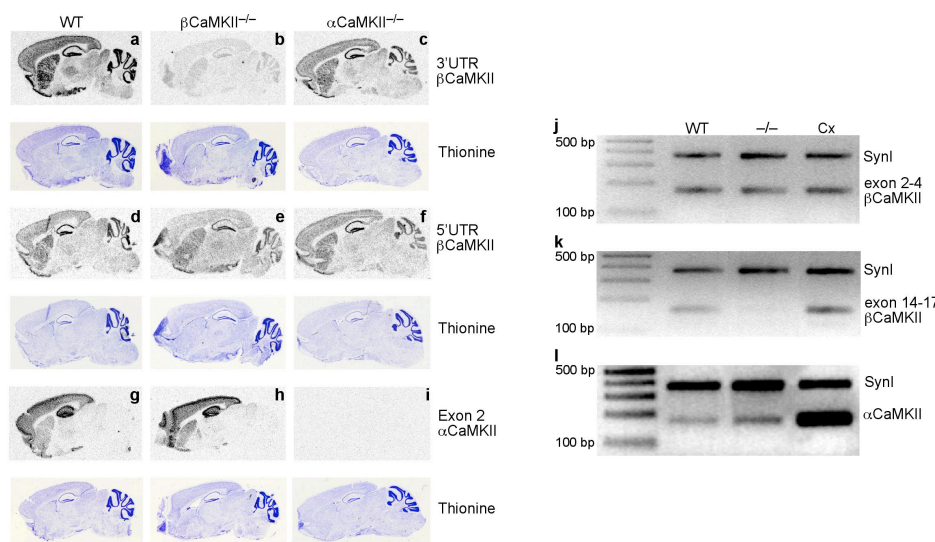 WT βCaMKII–/– αCaMKII–/–
a b c
3'UTR
βCaMKII
Thionine
d e f
5'UTR
βCaMKII
Thionine
g h i
Exon 2
αCaMKII
Thionine
j
WT –/– Cx
500 bp
SynI
exon 2-4
βCaMKII
100 bp
k
500 bp
SynI
exon 14-17
βCaMKII
100 bp
l
500 bp
SynI
αCaMKII
100 bp